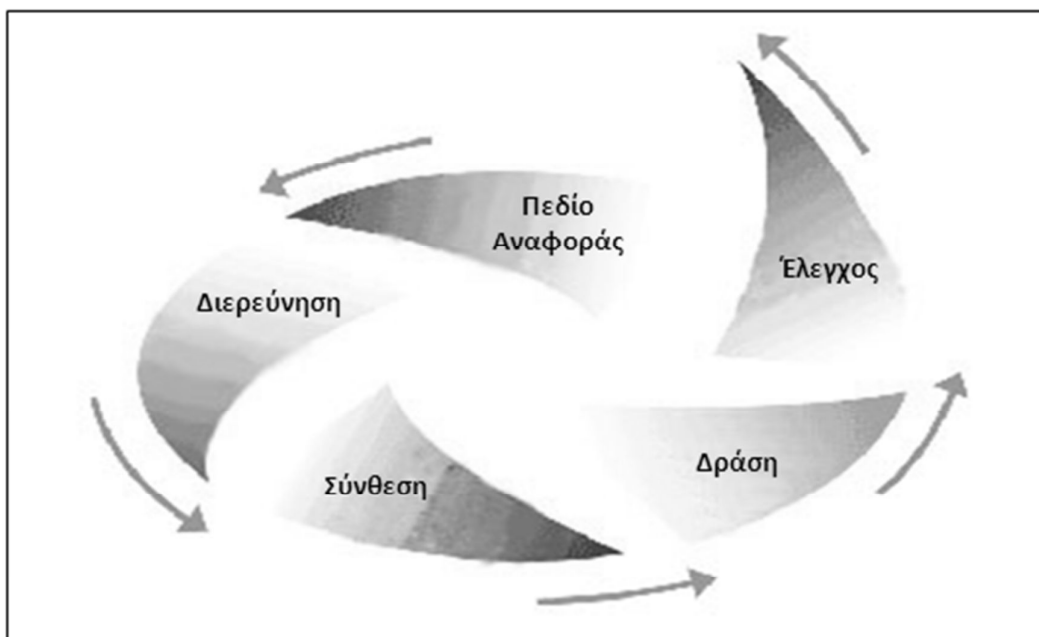 Πεδίο
Αναφοράς
Έλεγχος
Διερεύνηση
Σύνθεση
Δράση